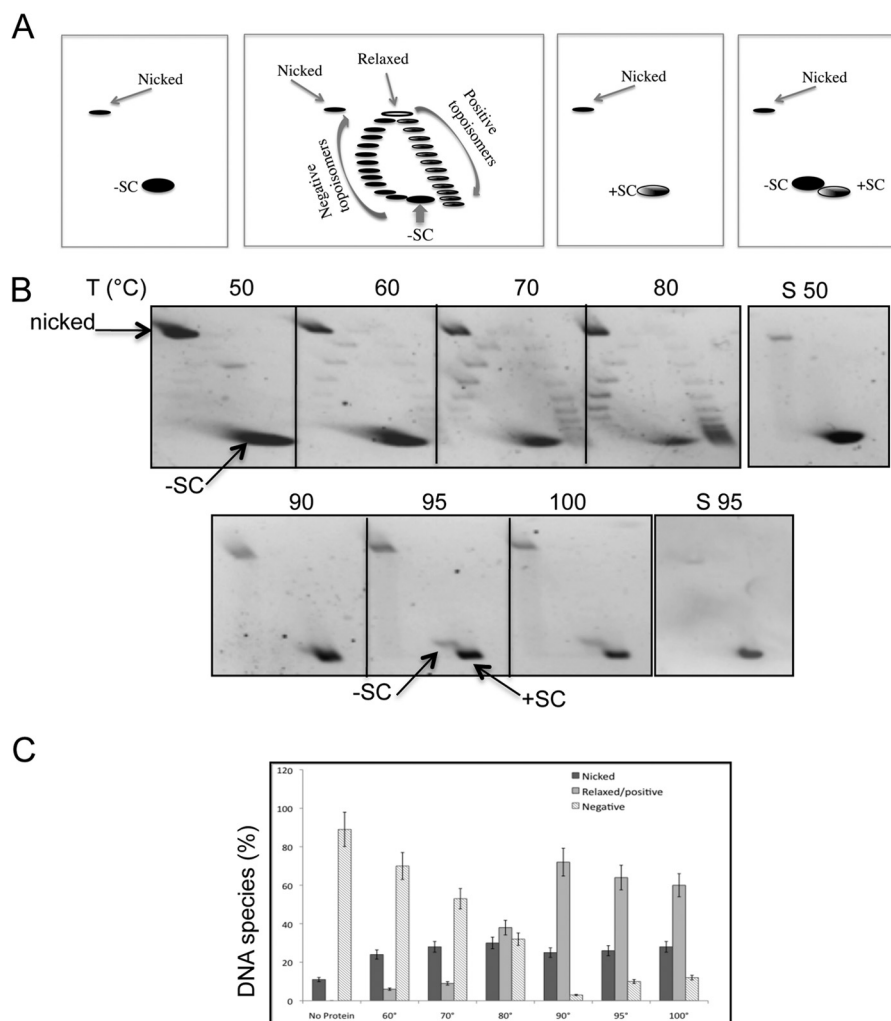 A
Nicked
-SC
Nicked
Relaxed
Negative
topoisomers
Positive
topoisomers
-SC
Nicked
+SC
Nicked
-SC
+SC
B
T (°C) 50 60 70 80 S 50
nicked
-SC
90 95 100 S 95
-SC
+SC
C
DNA species (%)
120
100
80
60
40
20
0
Nicked
Relaxed/positive
Negative
No Protein 60° 70° 80° 90° 95° 100°